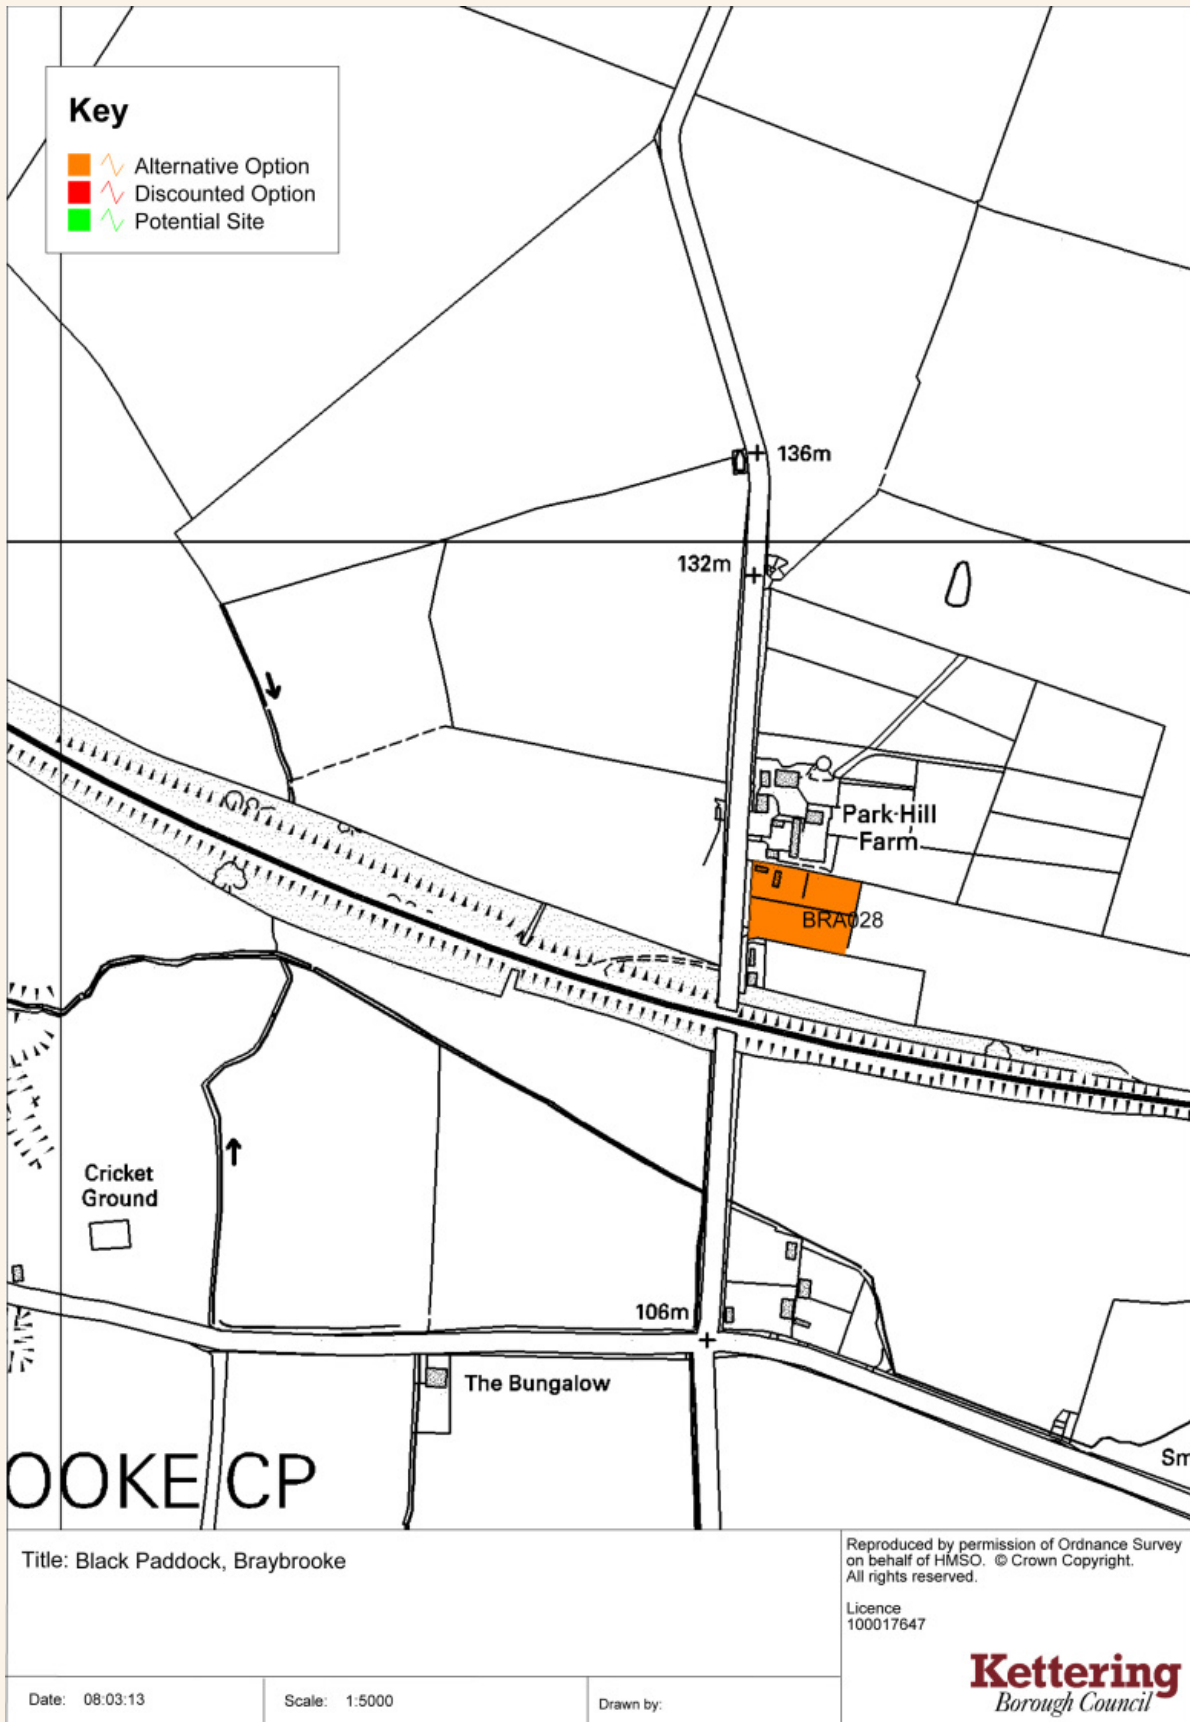 Key
Alternative Option
Discounted Option
Potential Site
136m
132m
Park Hill
Farm
BRA028
Cricket
Ground
106m
The Bungalow
Sm
OOKE CP
Title: Black Paddock, Braybrooke
Reproduced by permission of Ordnance Survey
on behalf of HMSO. © Crown Copyright.
All rights reserved.
Licence
100017647
Kettering
Borough Council
Date: 08:03:13
Scale: 1:5000
Drawn by: